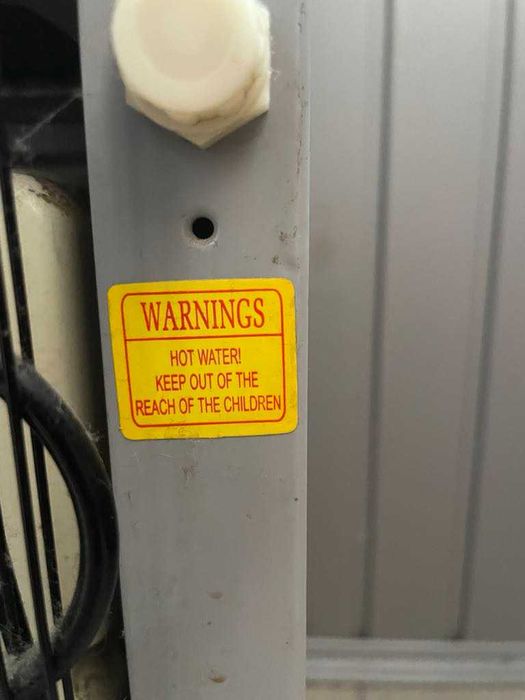 WARNINGS
HOT WATER!
KEEP OUT OF THE
REACH OF THE CHILDREN